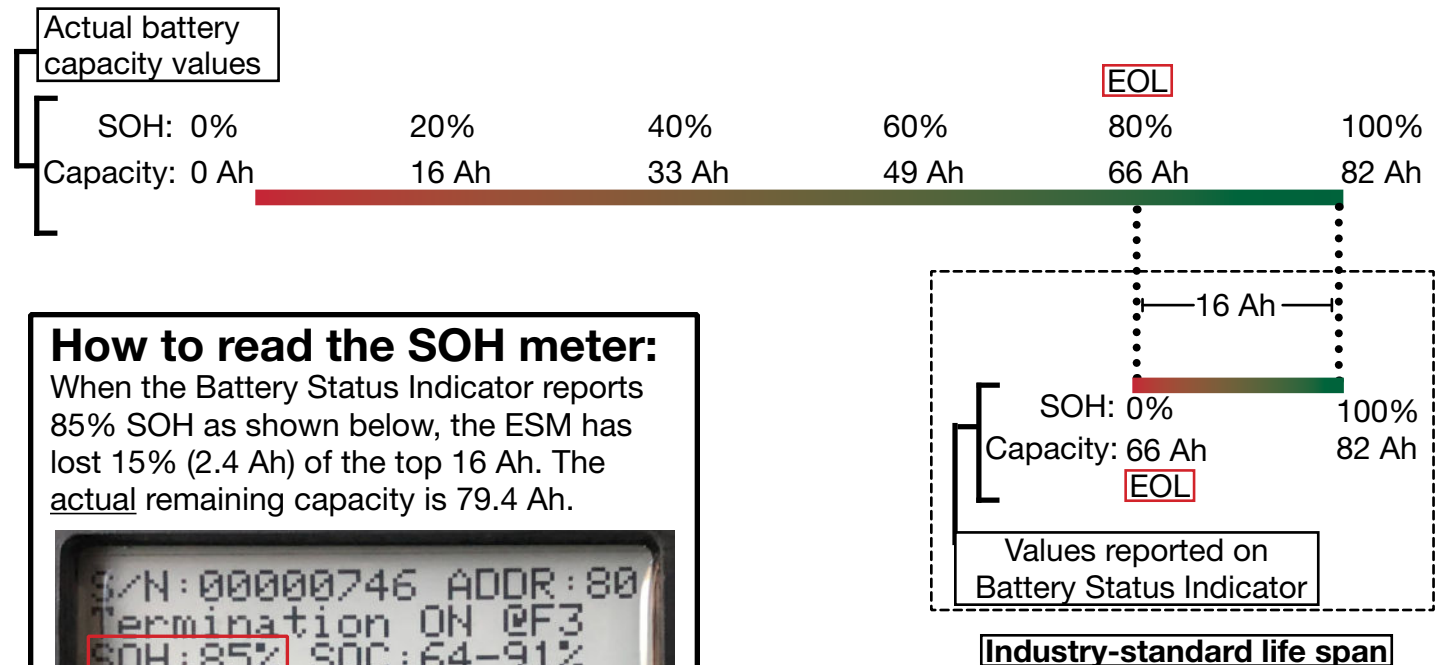 Actual battery
capacity values
EOL
SOH: 0% 20% 40% 60% 80% 100%
Capacity: 0 Ah 16 Ah 33 Ah 49 Ah 66 Ah 82 Ah
16 Ah
SOH: 0% 100%
Capacity: 66 Ah 82 Ah
EOL
Values reported on
Battery Status Indicator
Industry-standard life span
How to read the SOH meter:
When the Battery Status Indicator reports
85% SOH as shown below, the ESM has
lost 15% (2.4 Ah) of the top 16 Ah. The
actual remaining capacity is 79.4 Ah.
S/N:00000746 ADDR:80
Termination ON @F3
SOH:85% SOC:64-91%